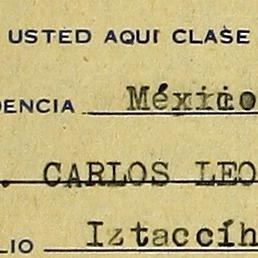 USTED AQUI CLASE
DENCIA México
. CARLOS LEO
LIO Iztaccíh